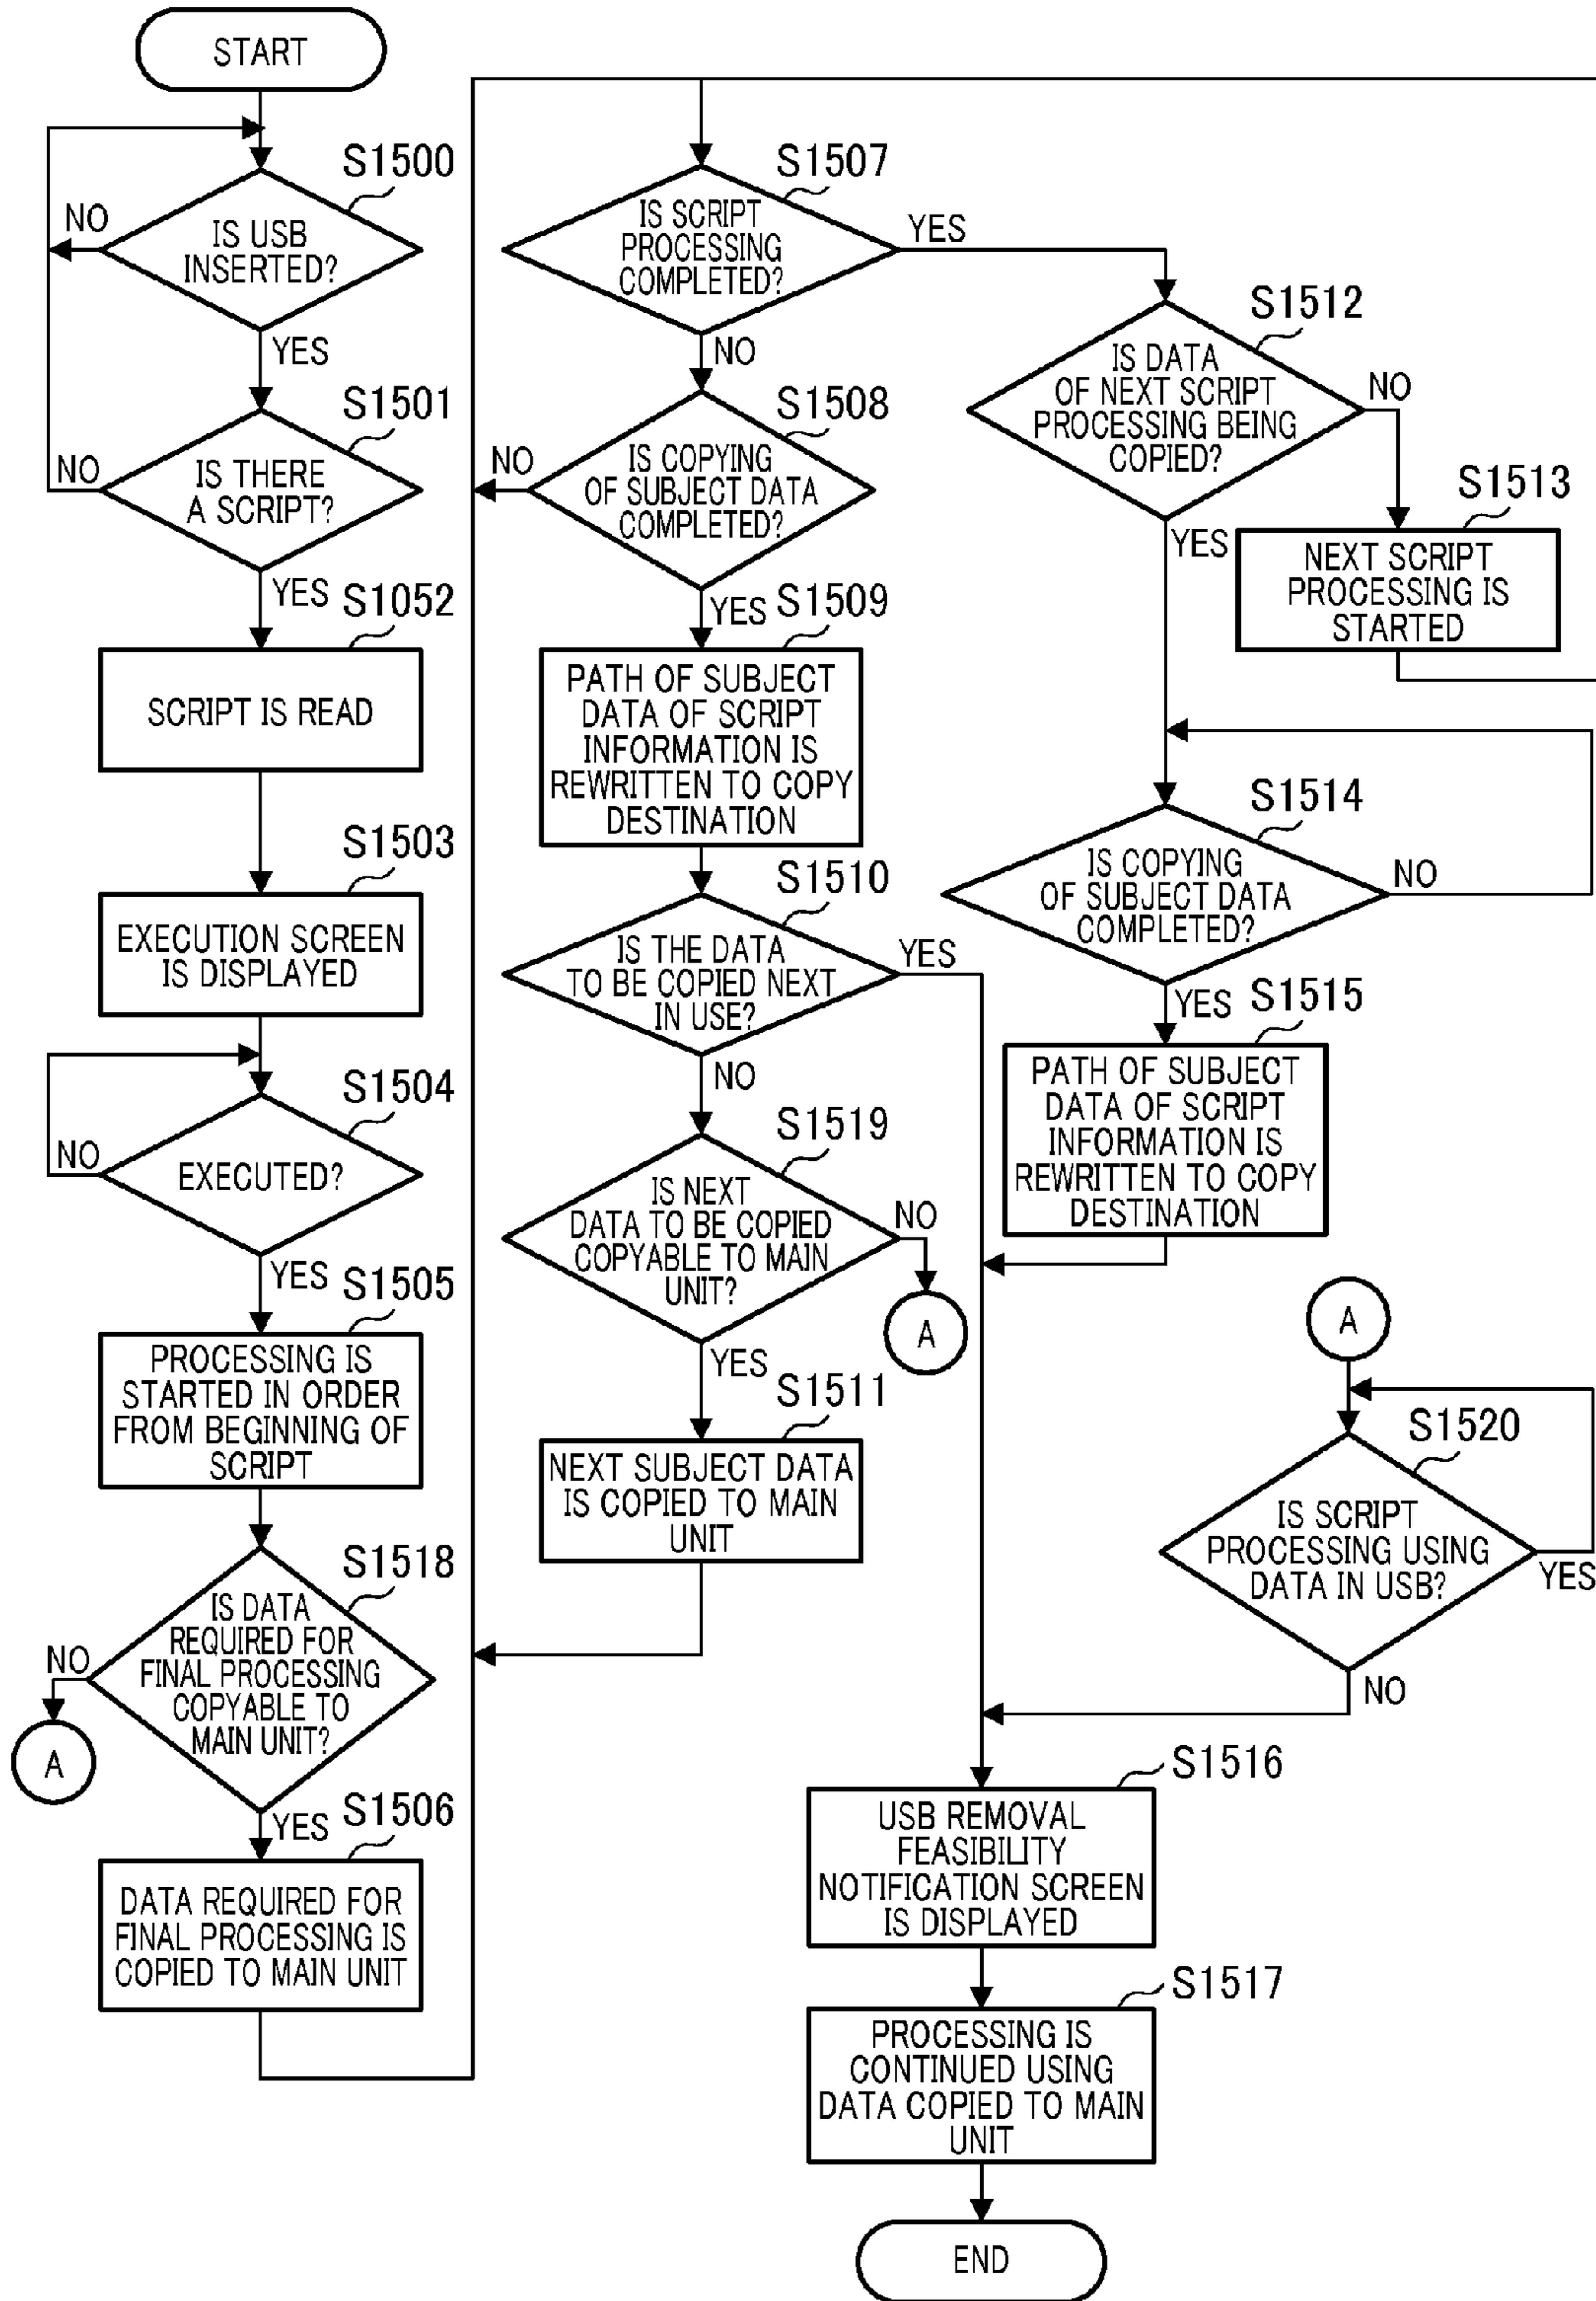 START
S1500
NO
IS USB
INSERTED?
YES
S1501
NO
IS THERE
A SCRIPT?
YES
S1052
SCRIPT IS READ
S1503
EXECUTION SCREEN
IS DISPLAYED
S1504
NO
EXECUTED?
YES
S1505
PROCESSING IS
STARTED IN ORDER
FROM BEGINNING OF
SCRIPT
S1518
IS DATA
REQUIRED FOR
FINAL PROCESSING
COPYABLE TO
MAIN UNIT?
NO
A
YES
S1506
DATA REQUIRED FOR
FINAL PROCESSING IS
COPIED TO MAIN UNIT
S1507
IS SCRIPT
PROCESSING
COMPLETED?
YES
NO
S1508
NO
IS COPYING
OF SUBJECT DATA
COMPLETED?
YES
S1509
PATH OF SUBJECT
DATA OF SCRIPT
INFORMATION IS
REWRITTEN TO COPY
DESTINATION
S1510
IS THE DATA
TO BE COPIED NEXT
IN USE?
YES
NO
S1519
IS NEXT
DATA TO BE COPIED
COPYABLE TO MAIN
UNIT?
NO
A
YES
S1511
NEXT SUBJECT DATA
IS COPIED TO MAIN
UNIT
S1512
IS DATA
OF NEXT SCRIPT
PROCESSING BEING
COPIED?
NO
YES
S1513
NEXT SCRIPT
PROCESSING IS
STARTED
S1514
IS COPYING
OF SUBJECT DATA
COMPLETED?
NO
YES
S1515
PATH OF SUBJECT
DATA OF SCRIPT
INFORMATION IS
REWRITTEN TO COPY
DESTINATION
A
S1520
IS SCRIPT
PROCESSING USING
DATA IN USB?
YES
NO
S1516
USB REMOVAL
FEASIBILITY
NOTIFICATION SCREEN
IS DISPLAYED
S1517
PROCESSING IS
CONTINUED USING
DATA COPIED TO MAIN
UNIT
END